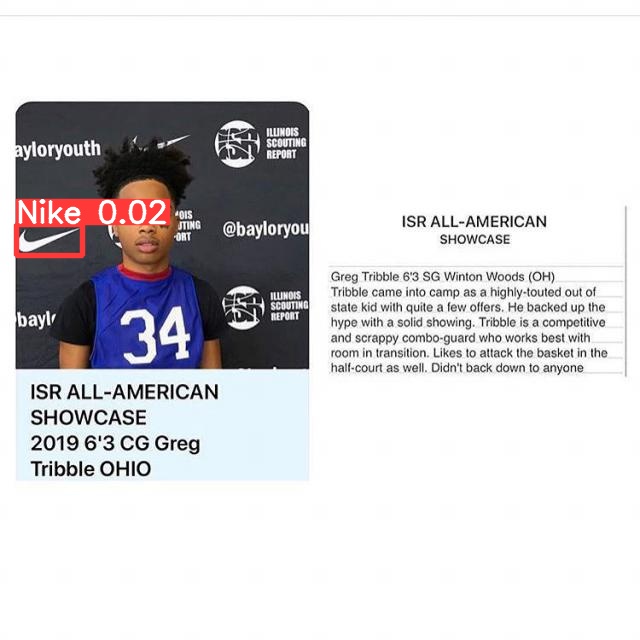 ayloryouth
ILLINOIS
SCOUTING
REPORT
Nike 0.02
@bayloryou
ILLINOIS
SCOUTING
REPORT
34
ISR ALL-AMERICAN
SHOWCASE
2019 6'3 CG Greg
Tribble OHIO
ISR ALL-AMERICAN
SHOWCASE
Greg Tribble 6'3 SG Winton Woods (OH)
Tribble came into camp as a highly-touted out of
state kid with quite a few offers. He backed up the
hype with a solid showing. Tribble is a competitive
and scrappy combo-guard who works best with
room in transition. Likes to attack the basket in the
half-court as well. Didn't back down to anyone